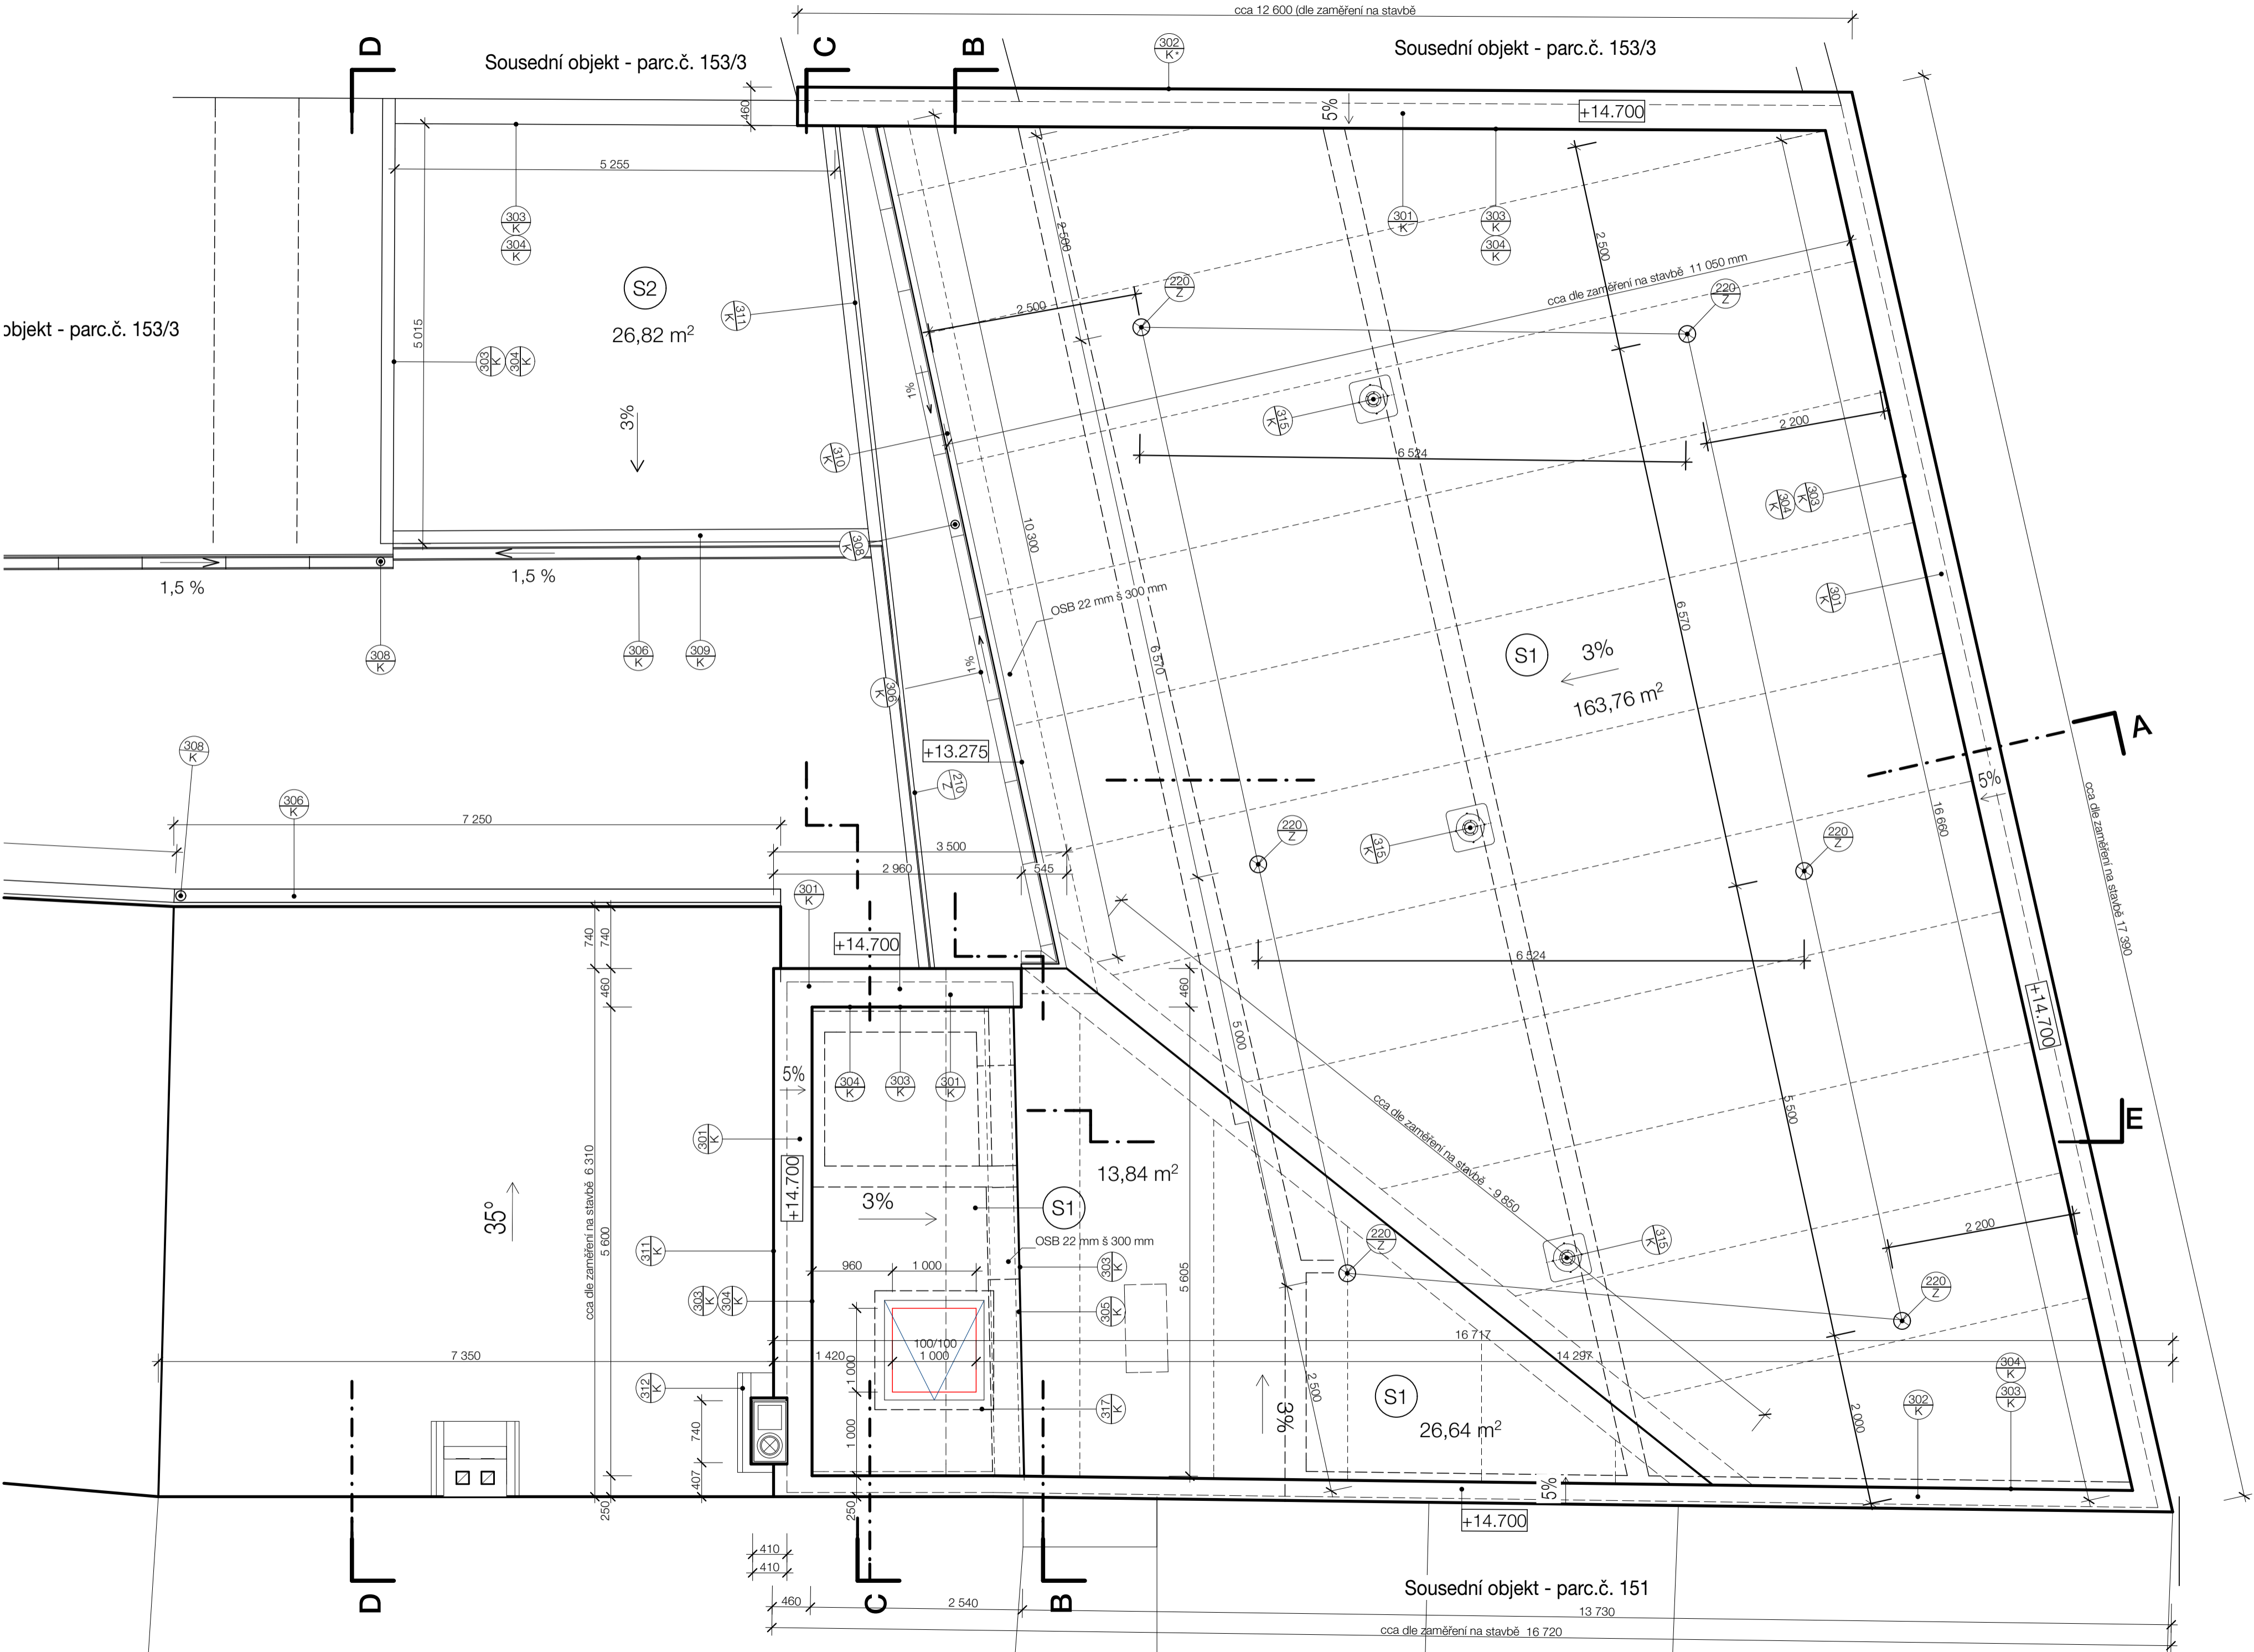 cca 12 600 (dle zaměření na stavbě
D
Sousední objekt - parc.č. 153/3
C
B
302
K*
Sousední objekt - parc.č. 153/3
460
5%
+14.700
5 255
303
K
304
K
301
K
303
K
304
K
2 500
2 500
S2
26,82 m²
311
K
220
Z
2 500
cca dle zaměření na stavbě 11 050 mm
220
Z
objekt - parc.č. 153/3
5 015
303
K
304
K
3%
1%
315
K
2 200
310
K
6 524
304
K
303
K
10 300
308
K
1,5 %
1,5 %
OSB 22 mm š 300 mm
301
K
6 570
6 570
308
K
306
K
309
K
1%
306
K
S1
3%
163,76 m²
A
308
K
+13.275
210
Z
5%
306
K
7 250
16 660
cca dle zaměření na stavbě 17 390
3 500
2 960
545
220
Z
315
K
220
Z
301
K
740
740
+14.700
6 524
460
460
+14.700
5 000
5%
304
K
303
K
301
K
cca dle zaměření na stavbě - 9 850
5 500
E
301
K
+14.700
13,84 m²
cca dle zaměření na stavbě 6 310
5 600
35°
3%
S1
311
K
OSB 22 mm š 300 mm
220
Z
315
K
2 200
960
1 000
303
K
5 605
303
K
304
K
305
K
220
Z
100/100
16 717
7 350
1 420
1 000
1 000
14 297
304
K
303
K
312
K
317
K
2 500
3%
S1
26,64 m²
302
K
2 000
740
1 000
407
250
250
5%
+14.700
410
410
D
C
B
460
2 540
Sousední objekt - parc.č. 151
13 730
cca dle zaměření na stavbě 16 720